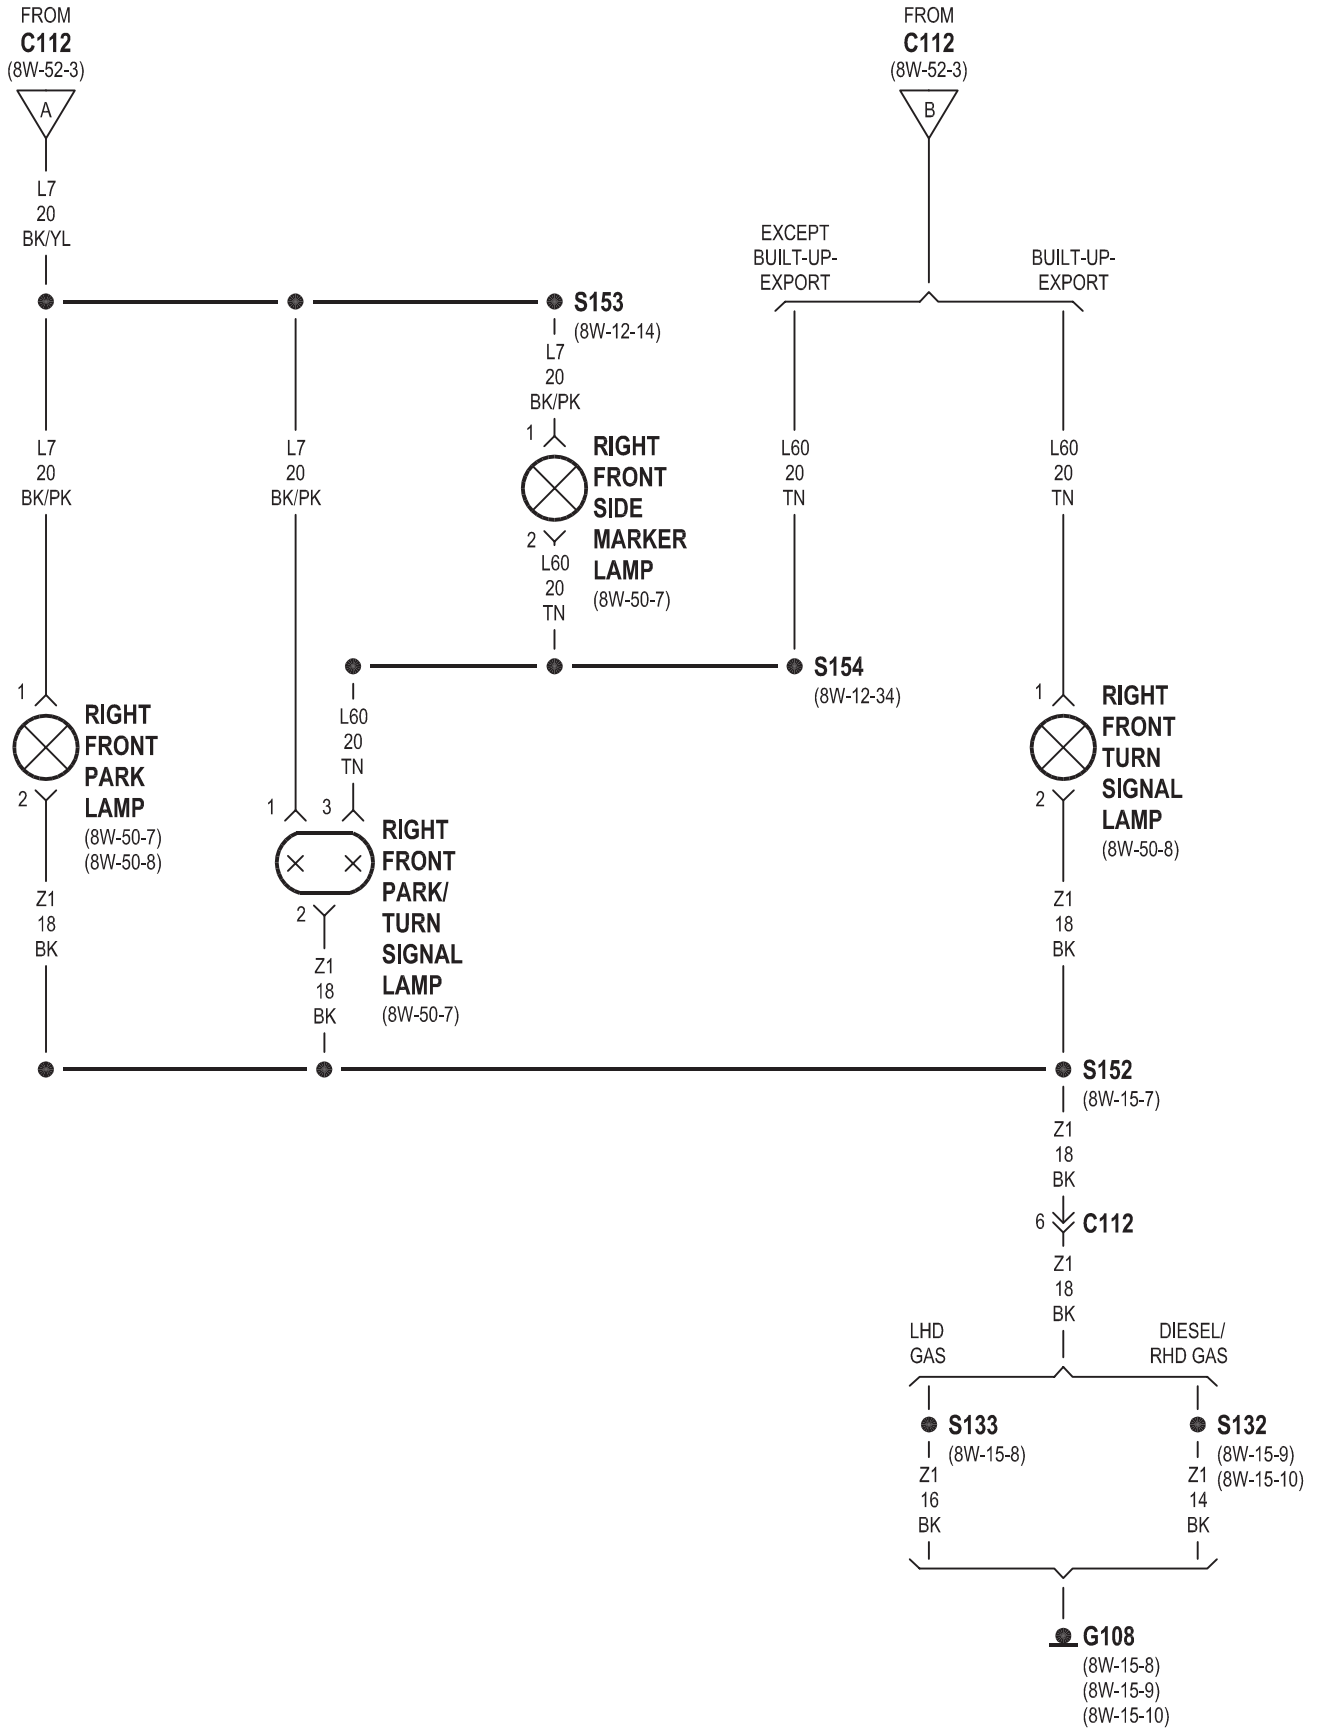 FROM
C112
(8W-52-3)
A
L7
20
BK/YL
FROM
C112
(8W-52-3)
B
EXCEPT
BUILT-UP-
EXPORT
BUILT-UP-
EXPORT
S153
(8W-12-14)
L7
20
BK/PK
L7
20
BK/PK
L7
20
BK/PK
1
2
RIGHT
FRONT
SIDE
MARKER
LAMP
(8W-50-7)
L60
20
TN
L60
20
TN
L60
20
TN
S154
(8W-12-34)
L60
20
TN
1
2
RIGHT
FRONT
PARK
LAMP
(8W-50-7)
(8W-50-8)
1
3
2
RIGHT
FRONT
PARK/
TURN
SIGNAL
LAMP
(8W-50-7)
1
2
RIGHT
FRONT
TURN
SIGNAL
LAMP
(8W-50-8)
Z1
18
BK
Z1
18
BK
Z1
18
BK
S152
(8W-15-7)
Z1
18
BK
6
C112
Z1
18
BK
LHD
GAS
DIESEL/
RHD GAS
S133
(8W-15-8)
Z1
16
BK
S132
(8W-15-9)
(8W-15-10)
Z1
14
BK
G108
(8W-15-8)
(8W-15-9)
(8W-15-10)